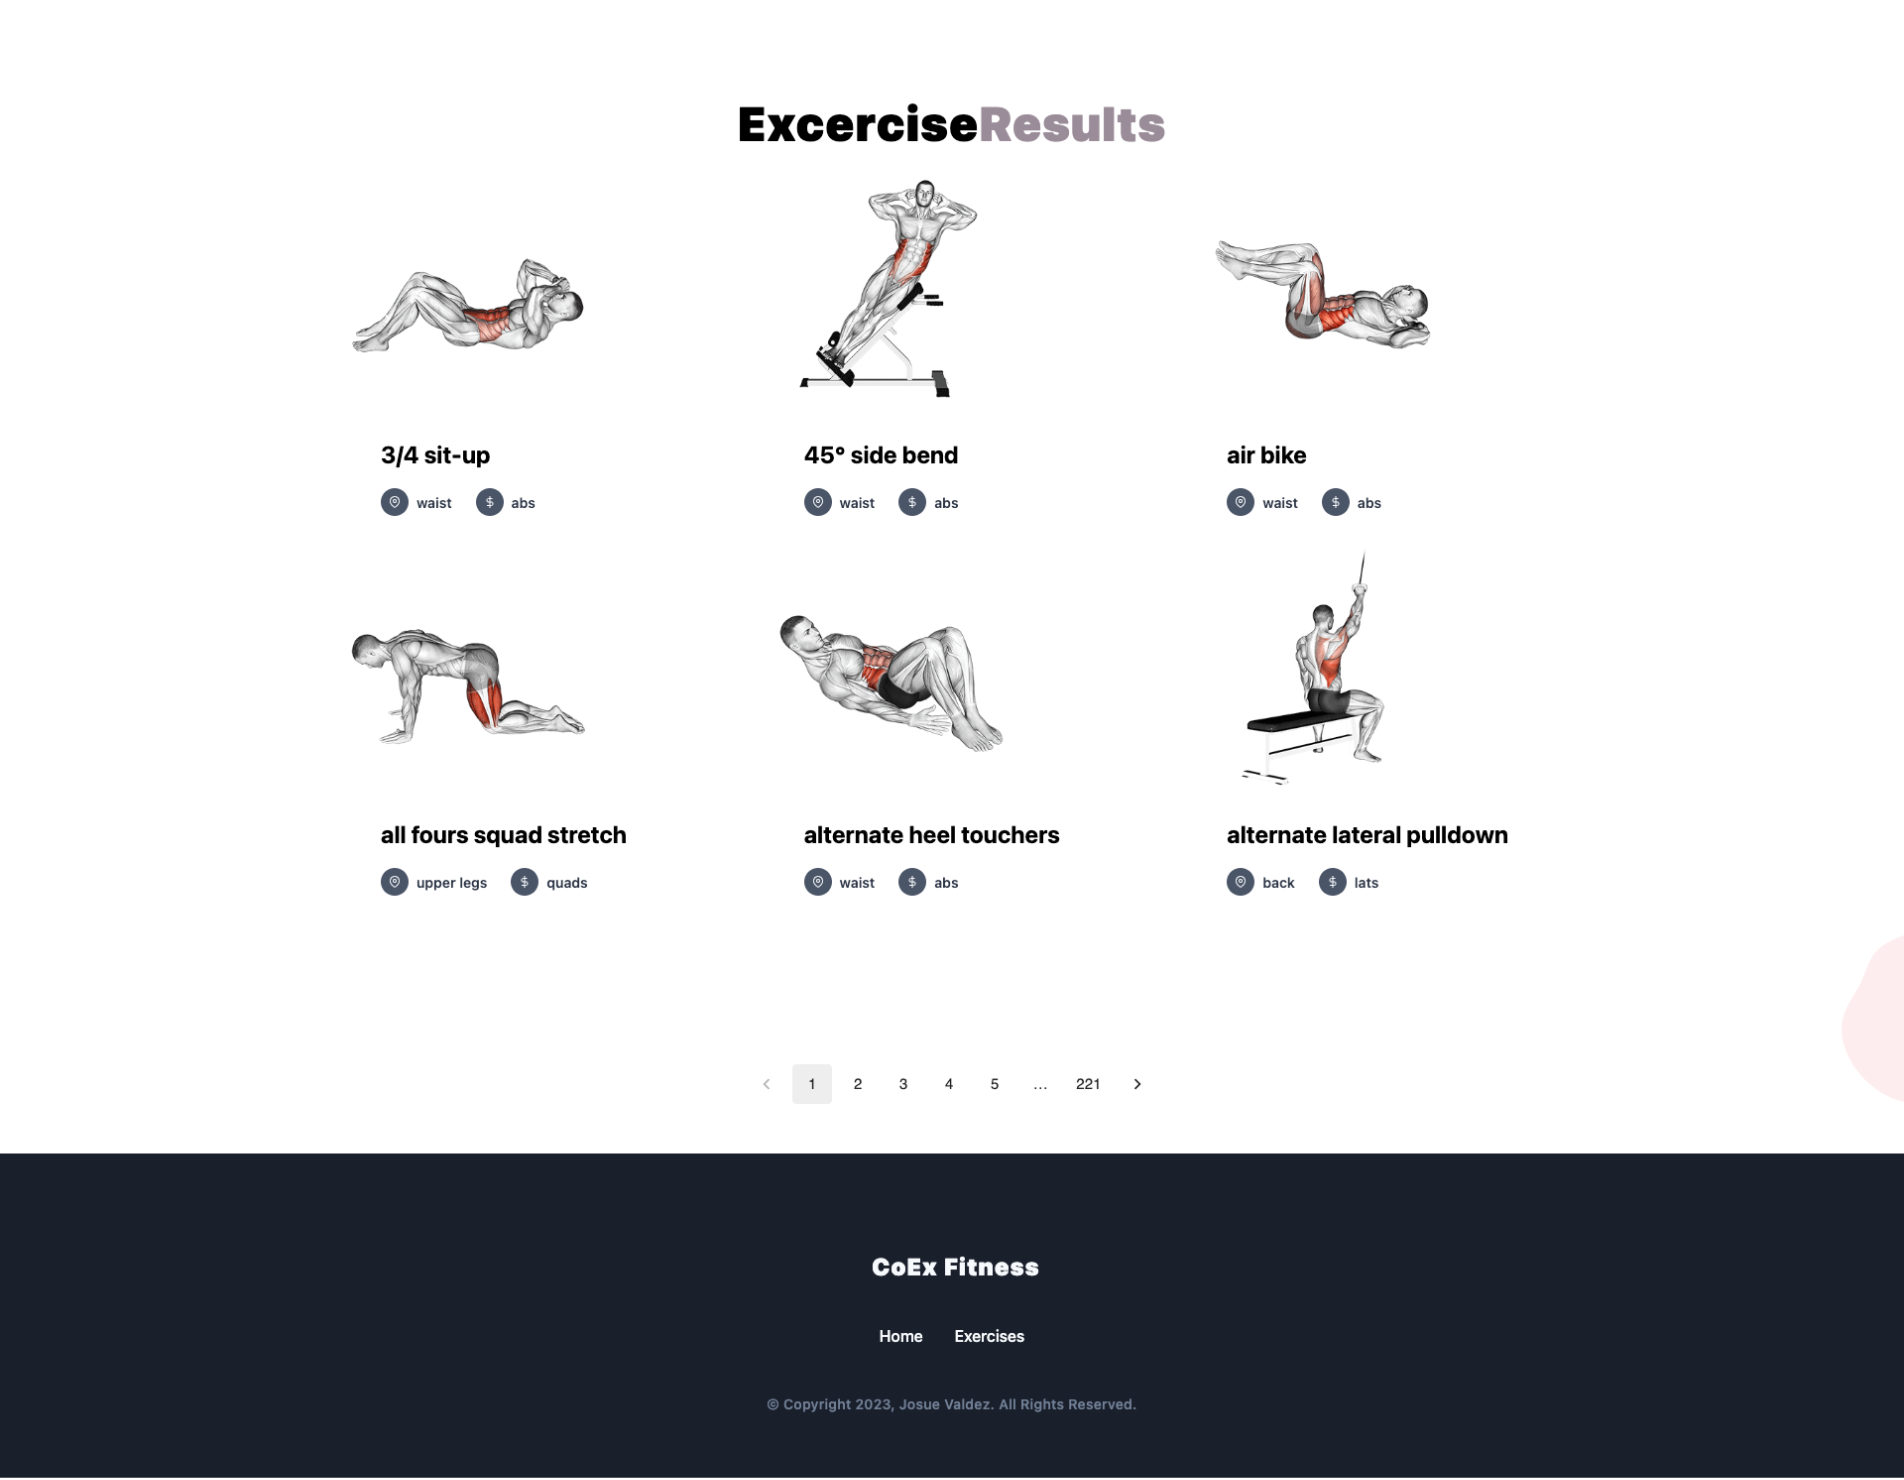 ExcerciseResults
3/4 sit-up
waist $ abs
45° side bend
waist $ abs
air bike
waist $ abs
all fours squad stretch
upper legs $ quads
alternate heel touchers
waist $ abs
alternate lateral pulldown
back $ lats
1 2 3 4 5 … 221
CoEx Fitness
Home Exercises
© Copyright 2023, Josue Valdez. All Rights Reserved.